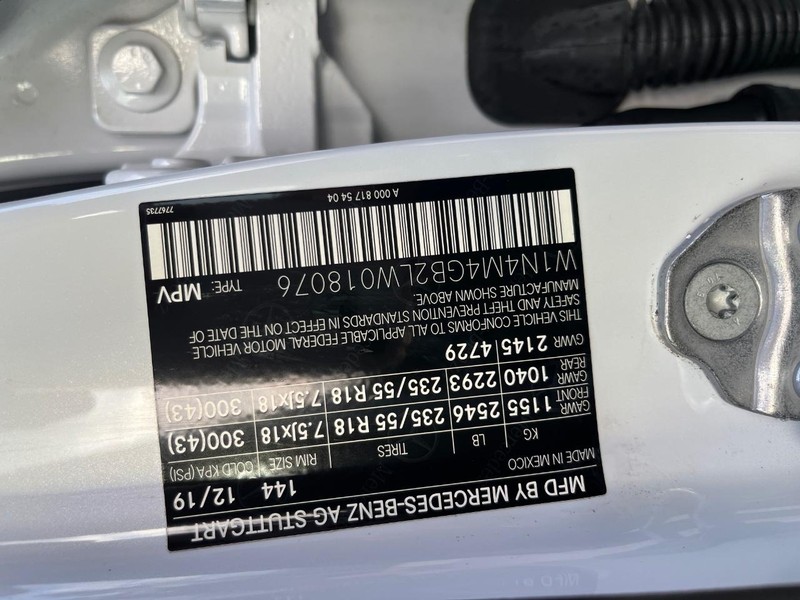 MFD BY MERCEDES-BENZ AG STUTTGART
MADE IN MEXICO 144 12/19
KG LB TIRES RIM SIZE COLD KPA (PSI)
GAWR FRONT 1155 2546 235/55 R18 7.5Jx18 300(43)
GAWR REAR 1040 2293 235/55 R18 7.5Jx18 300(43)
GVWR 2145 4729
THIS VEHICLE CONFORMS TO ALL APPLICABLE FEDERAL MOTOR VEHICLE
SAFETY AND THEFT PREVENTION STANDARDS IN EFFECT ON THE DATE OF
MANUFACTURE SHOWN ABOVE.
W1N4M4GB2LW018076 TYPE: MPV
A 000 817 54 04 7767735